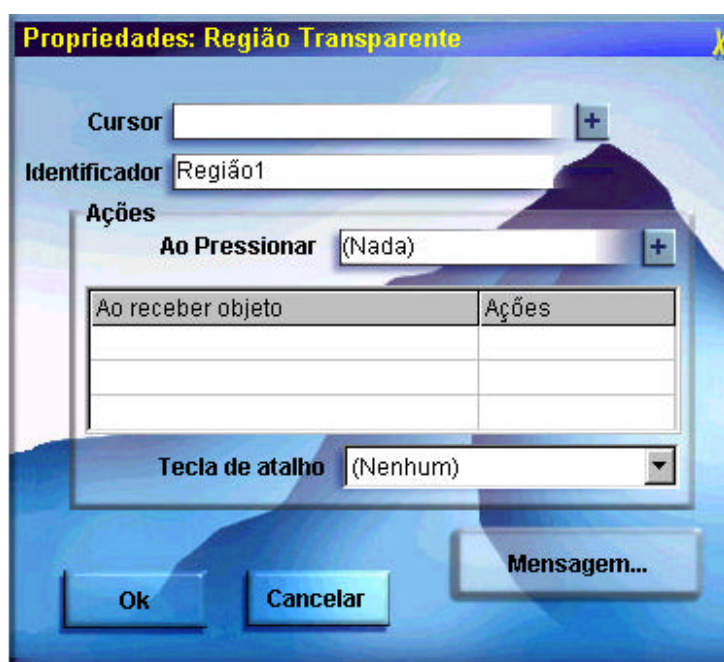 Propriedades: Região Transparente X
Cursor +
Identificador Região1
Ações
Ao Pressionar (Nada) +
Ao receber objeto Ações
Tecla de atalho (Nenhum)
Mensagem...
Ok Cancelar